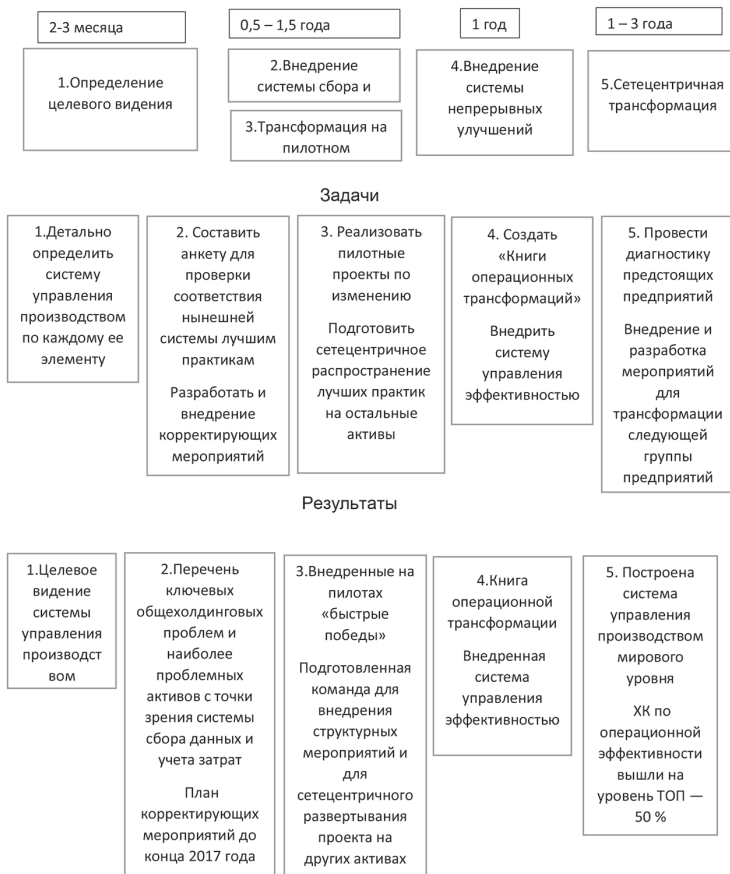 2-3 месяца
0,5 – 1,5 года
1 год
1 – 3 года
1.Определение
целевого видения
2.Внедрение
системы сбора и
3.Трансформация на
пилотном
4.Внедрение
системы
непрерывных
улучшений
5.Сетецентричная
трансформация
Задачи
1.Детально
определить
систему
управления
производством
по каждому ее
элементу
2. Составить
анкету для
проверки
соответствия
нынешней
системы лучшим
практикам
Разработать и
внедрение
корректирующих
мероприятий
3. Реализовать
пилотные
проекты по
изменению
Подготовить
сетецентричное
распространение
лучших практик
на остальные
активы
4. Создать
«Книги
операционных
трансформаций»
Внедрить
систему
управления
эффективностью
5. Провести
диагностику
предстоящих
предприятий
Внедрение и
разработка
мероприятий
для
трансформации
следующей
группы
предприятий
Результаты
1.Целевое
видение
системы
управления
производст
вом
2.Перечень
ключевых
общехолдинговых
проблем и
наиболее
проблемных
активов с точки
зрения системы
сбора данных и
учета затрат
План
корректирующих
мероприятий до
конца 2017 года
3.Внедренные на
пилотах
«быстрые
победы»
Подготовленная
команда для
внедрения
структурных
мероприятий и
для
сетецентричного
развертывания
проекта на
других активах
4.Книга
операционной
трансформации
Внедренная
система
управления
эффективностью
5. Построена
система
управления
производством
мирового
уровня
ХК по
операционной
эффективности
вышли на
уровень ТОП —
50 %